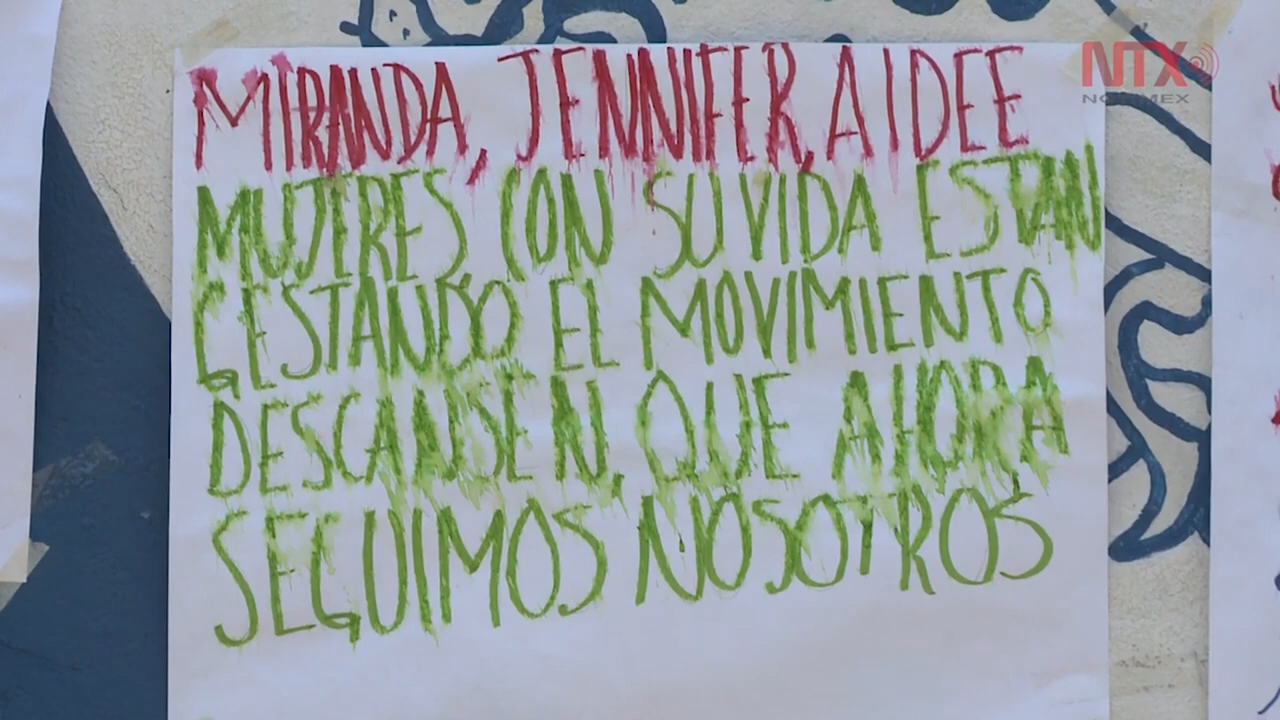 MIRANDA, JENNIFER, AIDEE
MUJERES, CON SU VIDA ESTAN
GESTANDO EL MOVIMIENTO
DESCANSEN, QUE AHORA
SEGUIMOS NOSOTROS
NTX
NOTIMEX